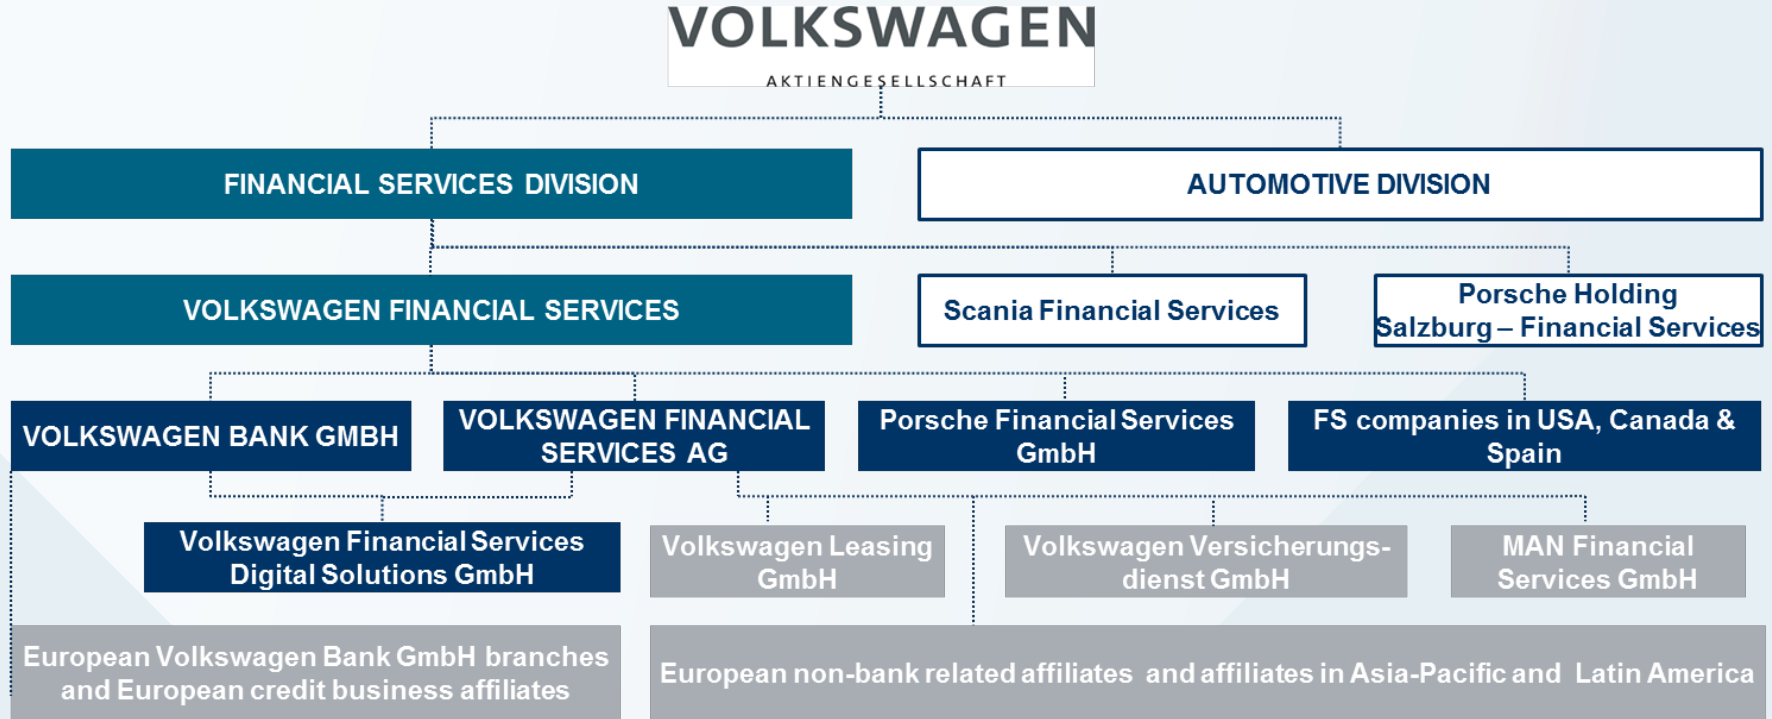 VOLKSWAGEN
AKTIENGESELLSCHAFT
FINANCIAL SERVICES DIVISION
AUTOMOTIVE DIVISION
VOLKSWAGEN FINANCIAL SERVICES
Scania Financial Services
Porsche Holding
Salzburg – Financial Services
VOLKSWAGEN BANK GMBH
VOLKSWAGEN FINANCIAL
SERVICES AG
Porsche Financial Services
GmbH
FS companies in USA, Canada &
Spain
Volkswagen Financial Services
Digital Solutions GmbH
Volkswagen Leasing
GmbH
Volkswagen Versicherungs-
dienst GmbH
MAN Financial
Services GmbH
European Volkswagen Bank GmbH branches
and European credit business affiliates
European non-bank related affiliates and affiliates in Asia-Pacific and Latin America